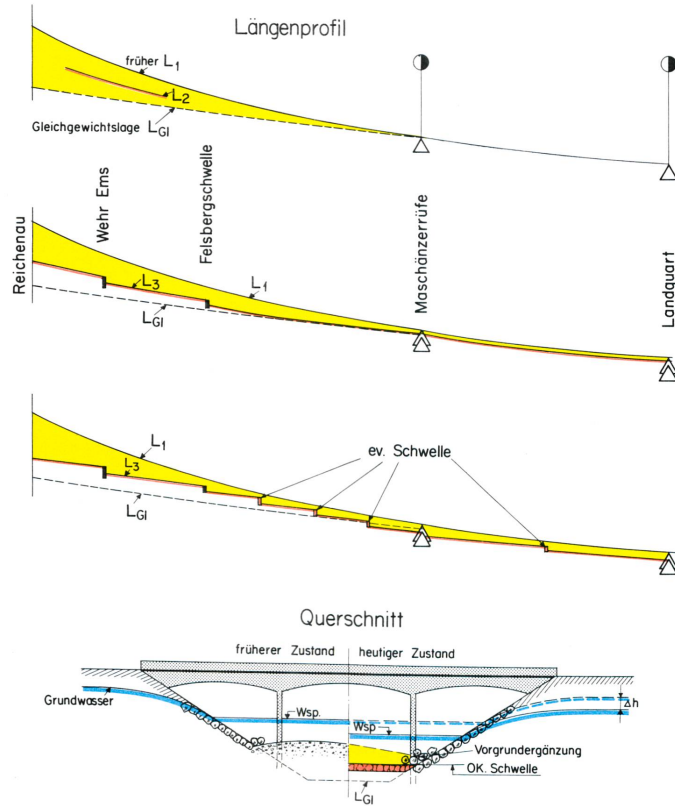 Längenprofil
früher L1
L2
Gleichgewichtslage LGl
Reichenau
Wehr Ems
Felsbergschwelle
Maschänzerrüfe
Landquart
L3
L1
LGl
L1
L3
LGl
ev. Schwelle
Querschnitt
früherer Zustand heutiger Zustand
Grundwasser
Wsp.
Wsp
Δh
Vorgrundergänzung
OK. Schwelle
LGl